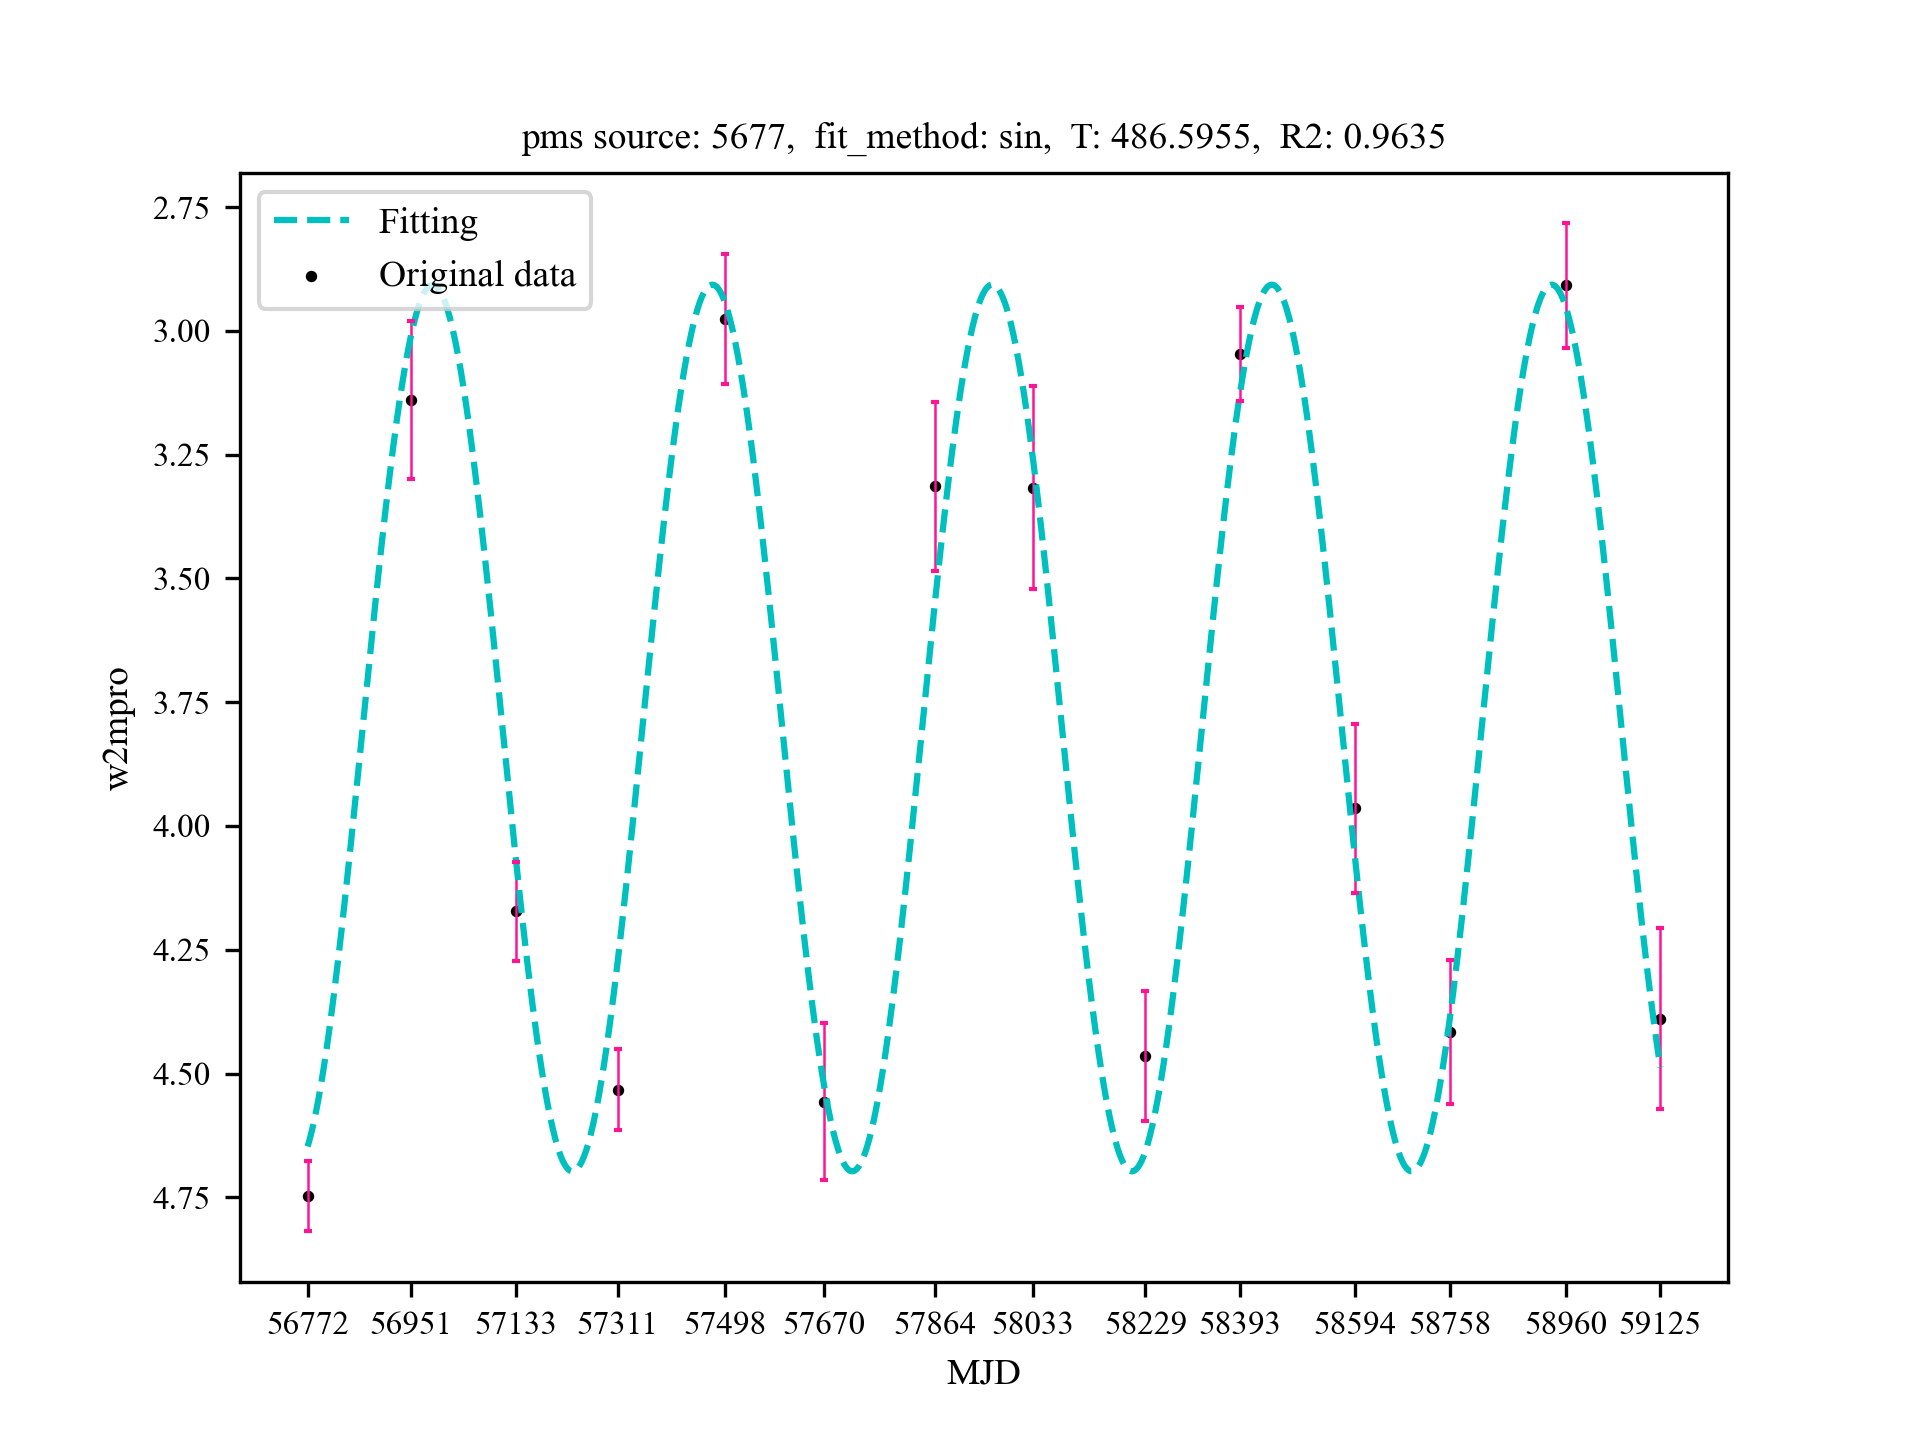 pms source: 5677, fit_method: sin, T: 486.5955, R2: 0.9635
Fitting
Original data
2.75
3.00
3.25
3.50
3.75
4.00
4.25
4.50
4.75
w2mpro
56772 56951 57133 57311 57498 57670 57864 58033 58229 58393 58594 58758 58960 59125
MJD